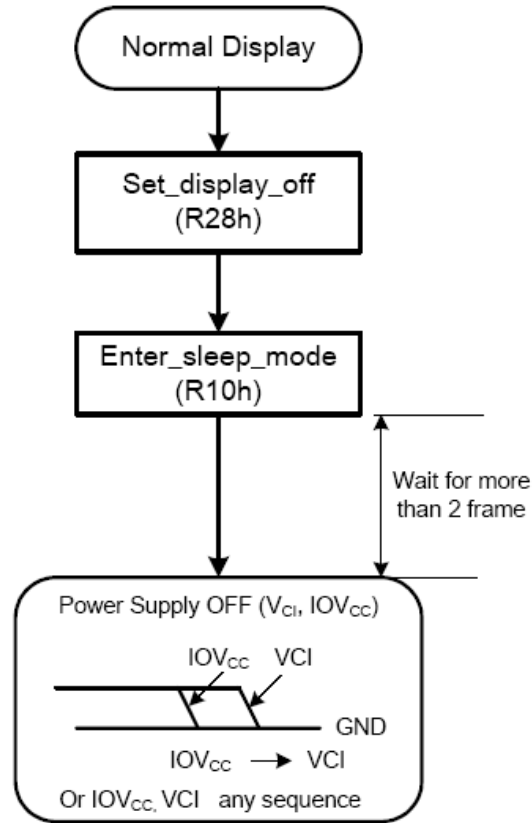 Normal Display
Set_display_off
(R28h)
Enter_sleep_mode
(R10h)
Wait for more
than 2 frame
Power Supply OFF (VCI, IOVCC)
IOVCC VCI
GND
IOVCC VCI
Or IOVCC, VCI any sequence